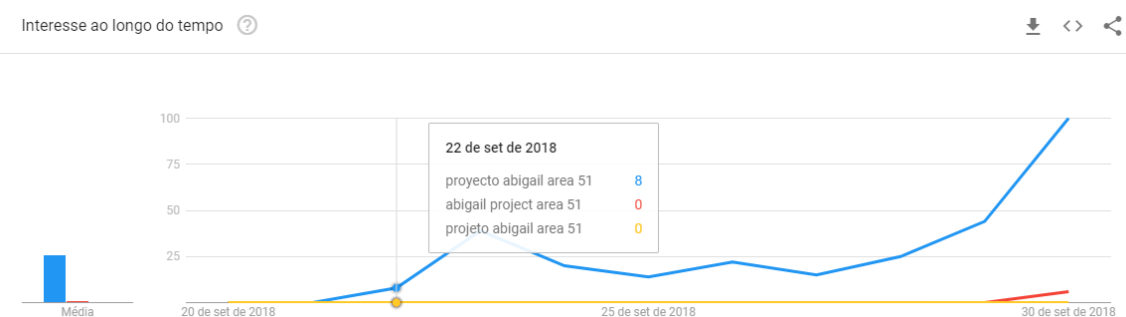 Interesse ao longo do tempo ?
100
75
50
25
22 de set de 2018
proyecto abigail area 51 8
abigail project area 51 0
projeto abigail area 51 0
Média
20 de set de 2018 25 de set de 2018 30 de set de 2018